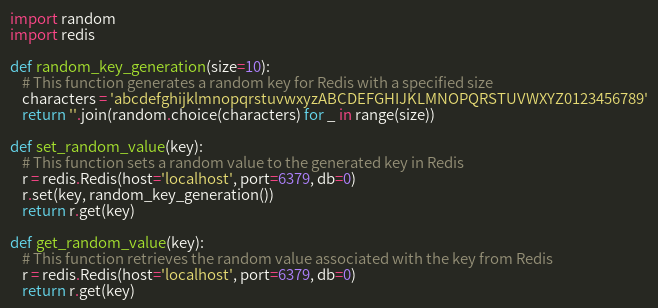 import random
import redis

def random_key_generation(size=10):
    # This function generates a random key for Redis with a specified size
    characters = 'abcdefghijklmnopqrstuvwxyzABCDEFGHIJKLMNOPQRSTUVWXYZ0123456789'
    return ''.join(random.choice(characters) for _ in range(size))

def set_random_value(key):
    # This function sets a random value to the generated key in Redis
    r = redis.Redis(host='localhost', port=6379, db=0)
    r.set(key, random_key_generation())
    return r.get(key)

def get_random_value(key):
    # This function retrieves the random value associated with the key from Redis
    r = redis.Redis(host='localhost', port=6379, db=0)
    return r.get(key)